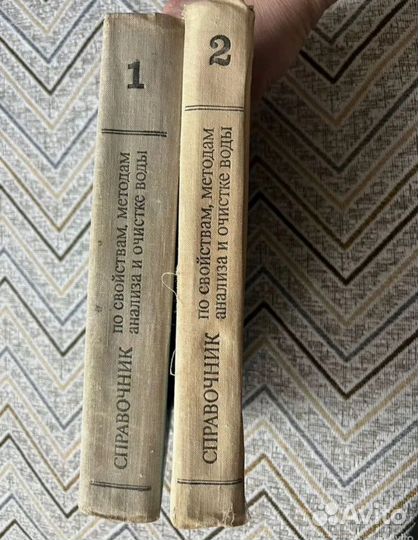 1
СПРАВОЧНИК
по свойствам, методам
анализа и очистке воды
2
СПРАВОЧНИК
по свойствам, методам
анализа и очистке воды
Avito